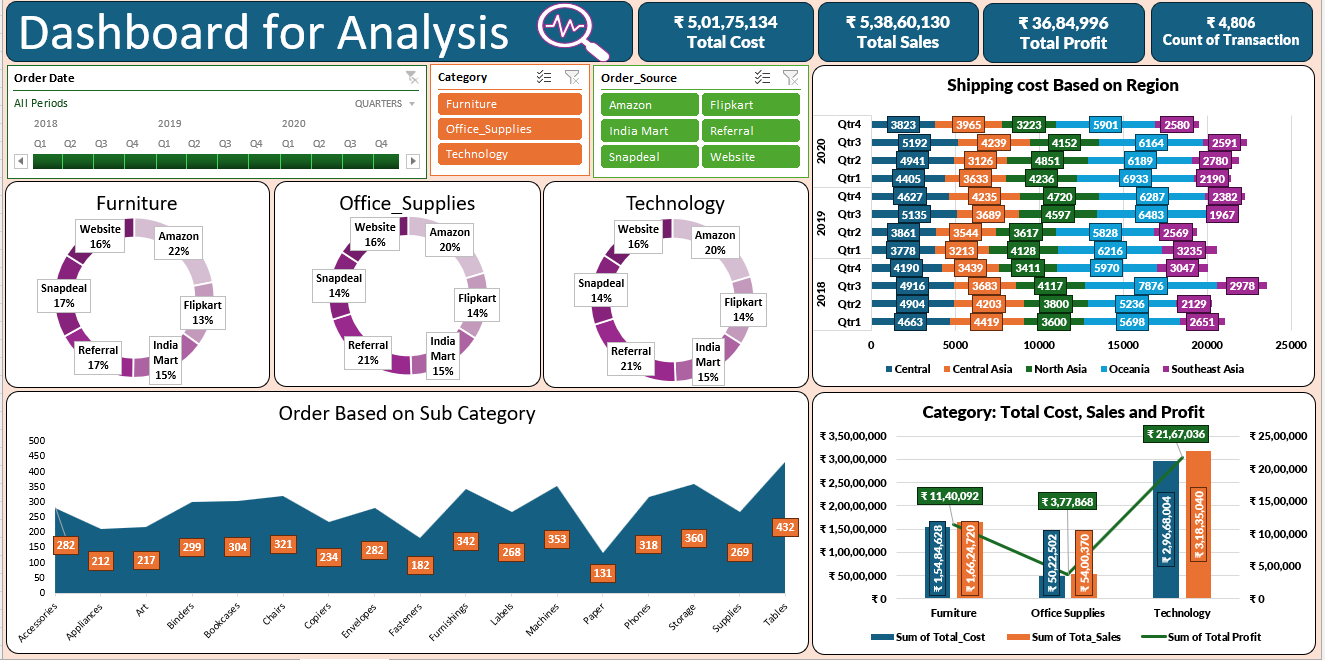 Dashboard for Analysis
₹ 5,01,75,134
Total Cost
₹ 5,38,60,130
Total Sales
₹ 36,84,996
Total Profit
₹ 4,806
Count of Transaction
Order Date
All Periods
QUARTERS
2018 2019 2020
Q1 Q2 Q3 Q4 Q1 Q2 Q3 Q4 Q1 Q2 Q3 Q4
Category
Furniture
Office_Supplies
Technology
Order_Source
Amazon Flipkart
India Mart Referral
Snapdeal Website
Shipping cost Based on Region
2020
Qtr4 3823 3965 3223 5901 2580
Qtr3 5192 4239 4152 6164 2591
Qtr2 4941 3126 4851 6189 2780
Qtr1 4405 3633 4236 6933 2190
2019
Qtr4 4627 4235 4720 6287 2382
Qtr3 5135 3689 4597 6483 1967
Qtr2 3861 3544 3617 5828 2569
Qtr1 3778 3213 4128 6216 3235
2018
Qtr4 4190 3439 3411 5970 3047
Qtr3 4916 3683 4117 7876 2978
Qtr2 4904 4203 3800 5236 2129
Qtr1 4663 4419 3600 5698 2651
0 5000 10000 15000 20000 25000
Central Central Asia North Asia Oceania Southeast Asia
Furniture
Website
16%
Amazon
22%
Snapdeal
17%
Flipkart
13%
Referral
17%
India
Mart
15%
Office_Supplies
Website
16%
Amazon
20%
Snapdeal
14%
Flipkart
14%
Referral
21%
India
Mart
15%
Technology
Website
16%
Amazon
20%
Snapdeal
14%
Flipkart
14%
Referral
21%
India
Mart
15%
Order Based on Sub Category
500
450
400
350
300
250
200
150
100
50
0
282 212 217 299 304 321 234 282 182 342 268 353 131 318 360 269 432
Accessories Appliances Art Binders Bookcases Chairs Copiers Envelopes Fasteners Furnishings Labels Machines Paper Phones Storage Supplies Tables
Category: Total Cost, Sales and Profit
₹ 3,50,00,000
₹ 3,00,00,000
₹ 2,50,00,000
₹ 2,00,00,000
₹ 1,50,00,000
₹ 1,00,00,000
₹ 50,00,000
₹ 0
₹ 11,40,092
₹ 3,77,868
₹ 21,67,036
₹ 1,54,84,628
₹ 1,66,24,720
₹ 50,22,502
₹ 54,00,370
₹ 2,96,68,004
₹ 3,18,35,040
₹ 25,00,000
₹ 20,00,000
₹ 15,00,000
₹ 10,00,000
₹ 5,00,000
₹ 0
Furniture Office Supplies Technology
Sum of Total_Cost Sum of Tota_Sales Sum of Total Profit